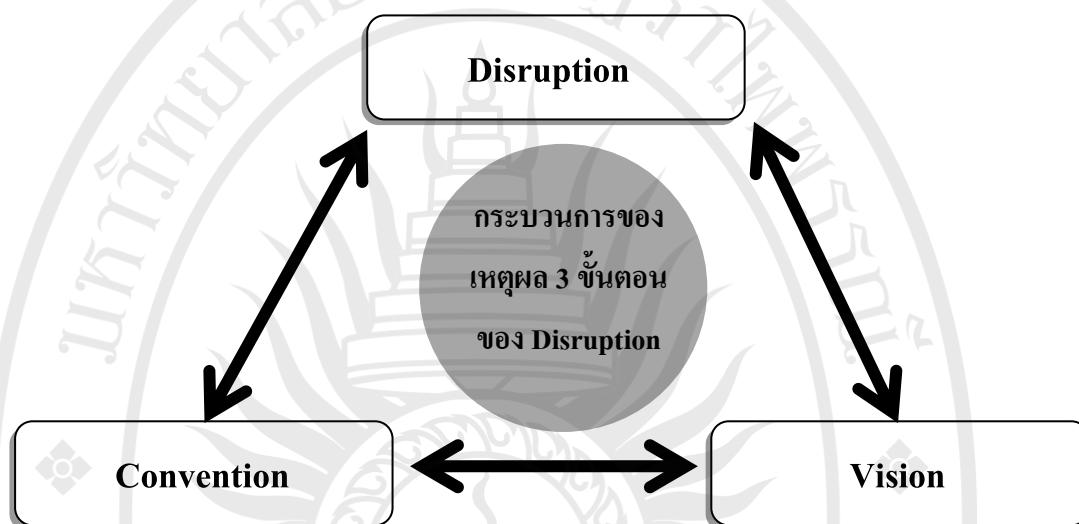 Disruption
กระบวนการของ
เหตุผล 3 ขั้นตอน
ของ Disruption
Convention
Vision